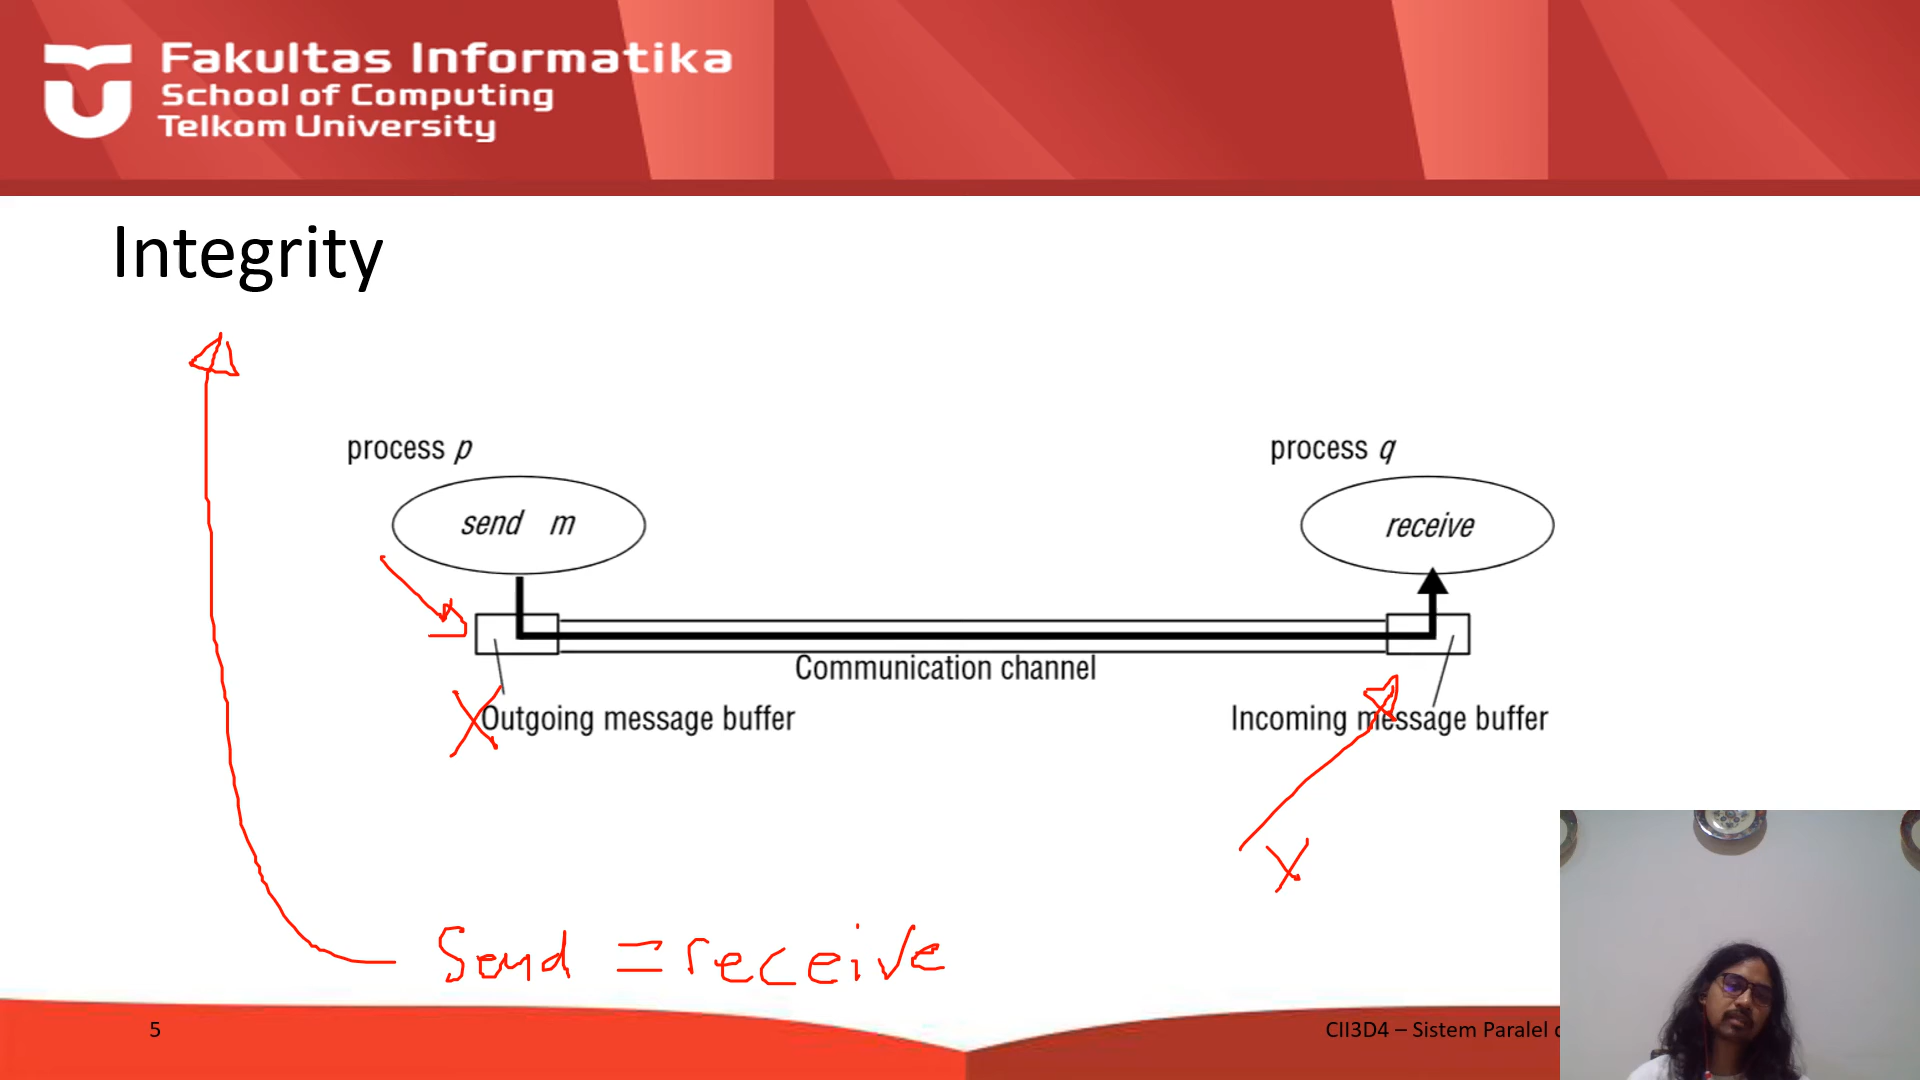 Fakultas Informatika
School of Computing
Telkom University
Integrity
process p
process q
send m
receive
Communication channel
Outgoing message buffer
Incoming message buffer
Send = receive
5
CII3D4 – Sistem Paralel